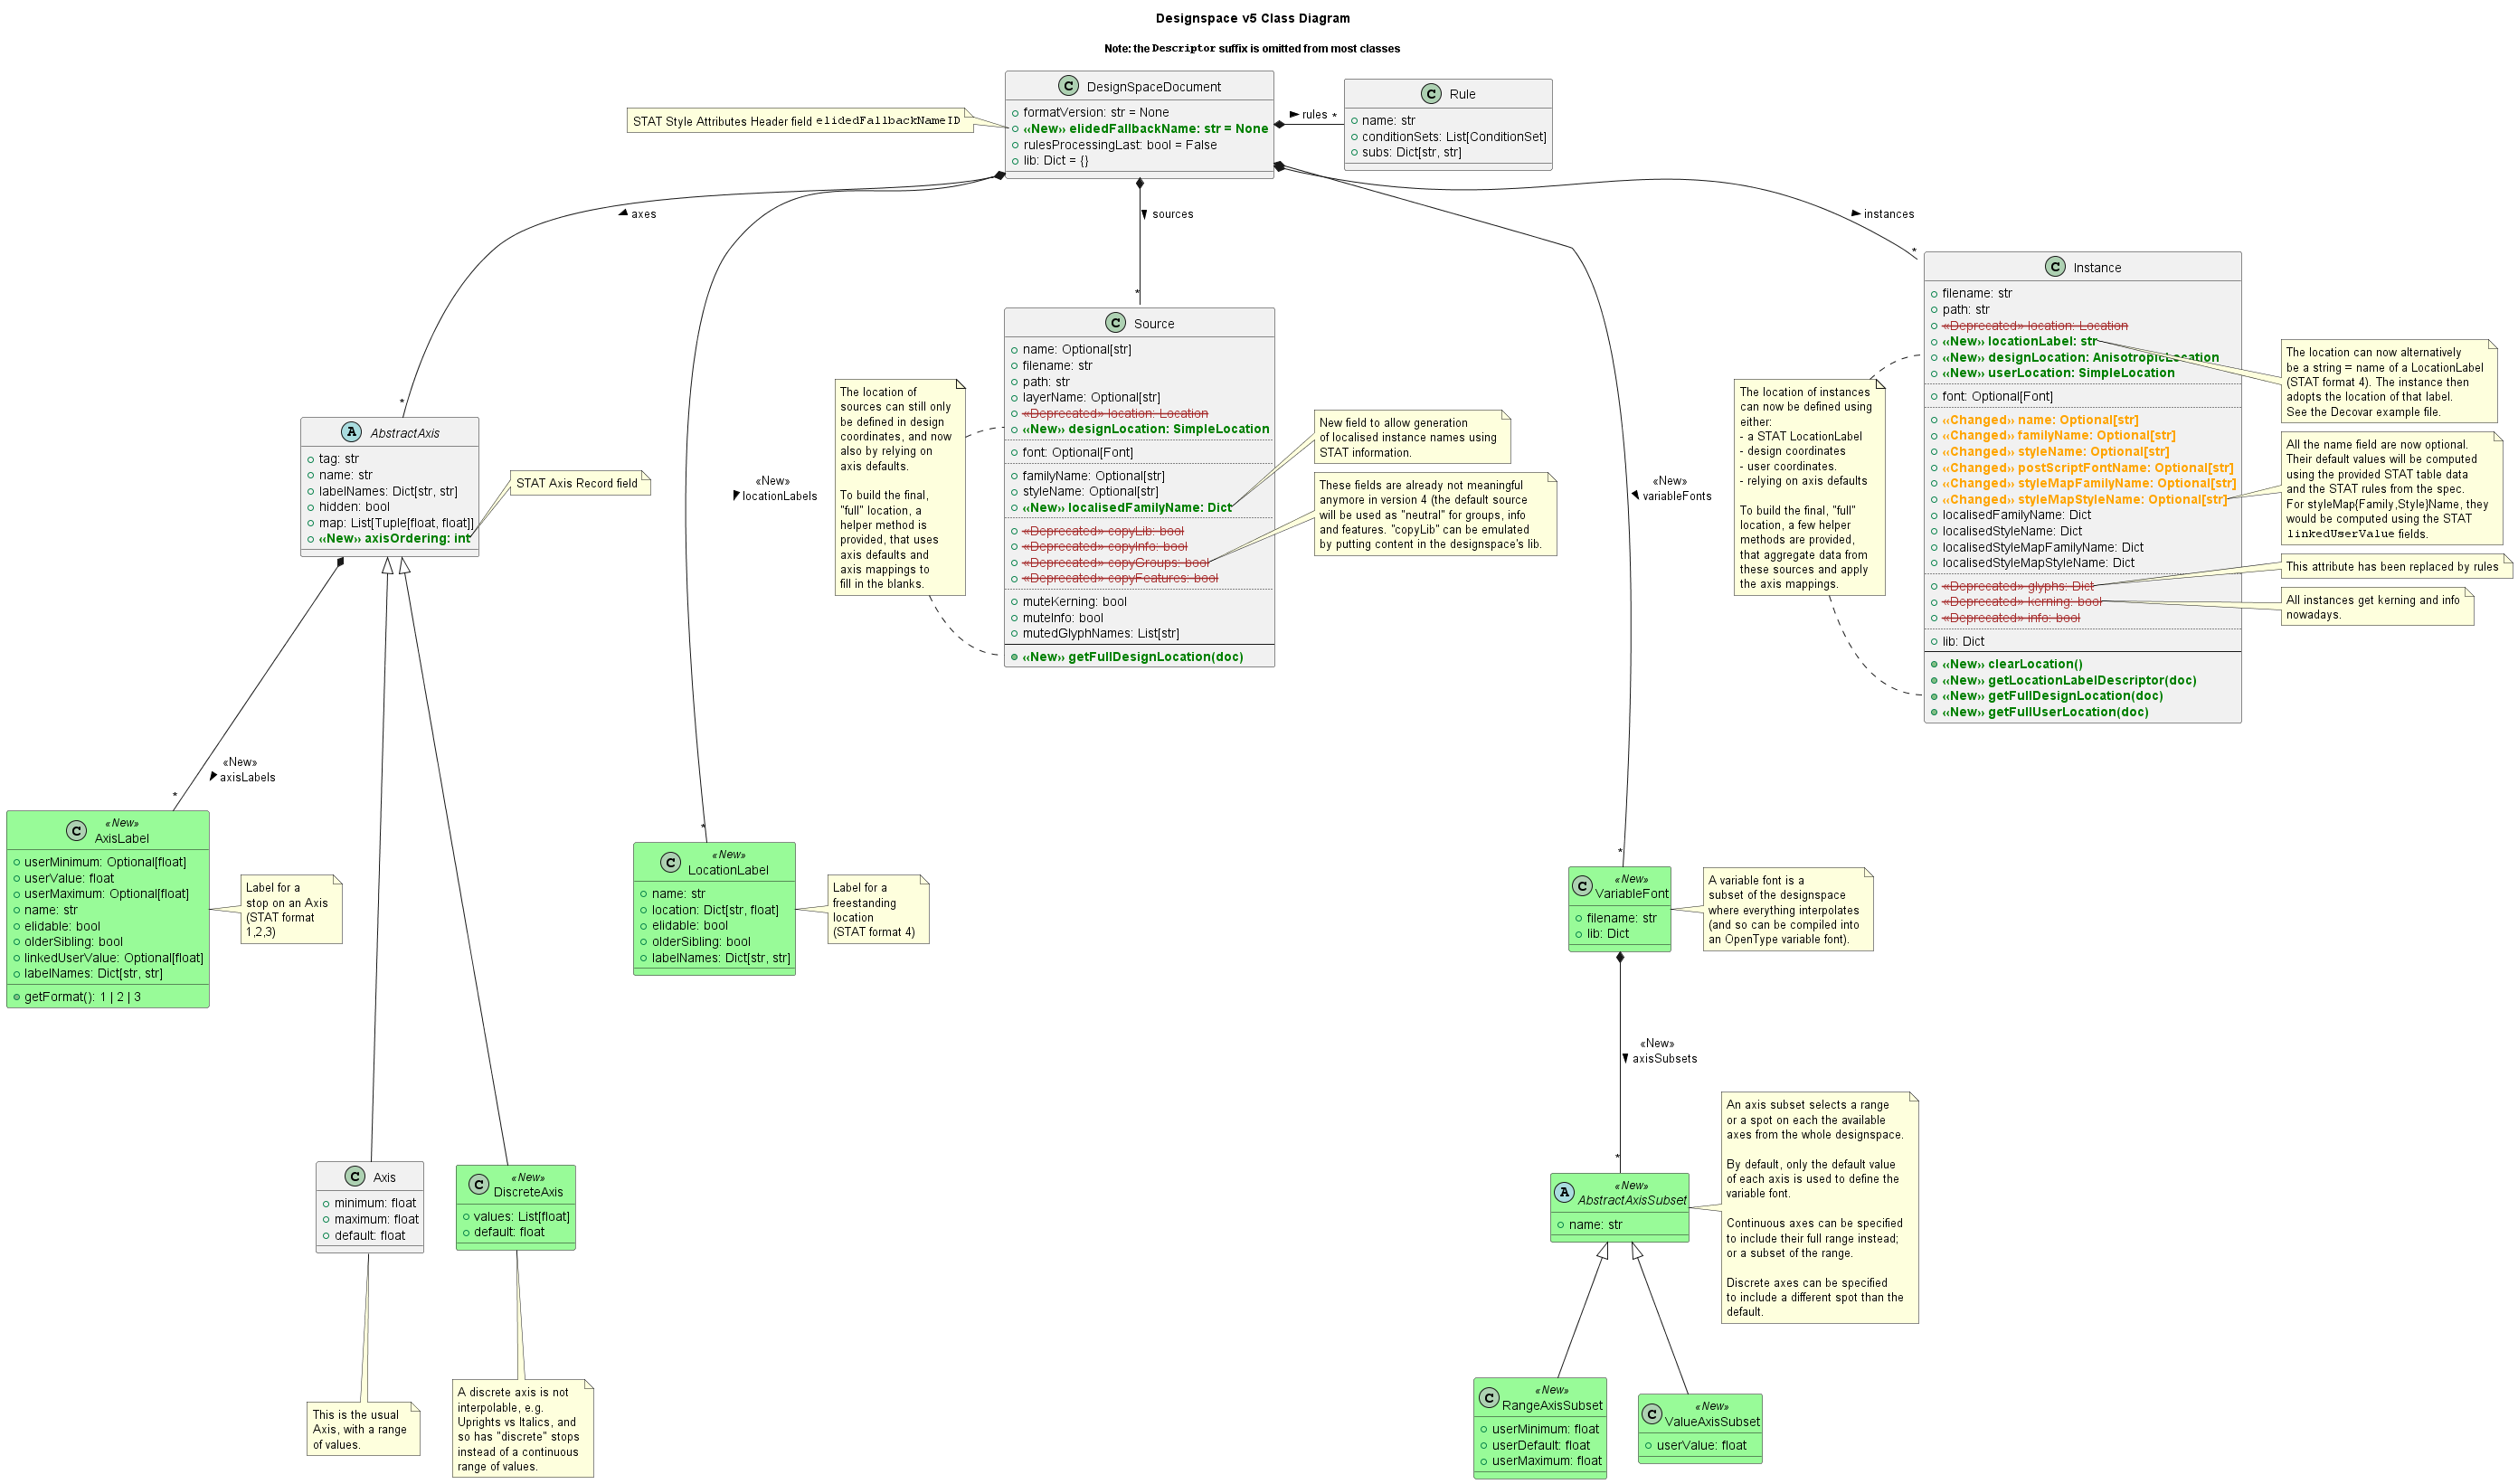 Designspace v5 Class Diagram
Note: the Descriptor suffix is omitted from most classes
STAT Style Attributes Header field elidedFallbackNameID
C DesignSpaceDocument
formatVersion: str = None
«New» elidedFallbackName: str = None
rulesProcessingLast: bool = False
lib: Dict = {}
rules *
C Rule
name: str
conditionSets: List[ConditionSet]
subs: Dict[str, str]
axes
*
sources
*
instances
*
«New»
locationLabels
*
«New»
variableFonts
*
A AbstractAxis
tag: str
name: str
labelNames: Dict[str, str]
hidden: bool
map: List[Tuple[float, float]]
«New» axisOrdering: int
STAT Axis Record field
The location of
sources can still only
be defined in design
coordinates, and now
also by relying on
axis defaults.
To build the final,
"full" location, a
helper method is
provided, that uses
axis defaults and
axis mappings to
fill in the blanks.
C Source
name: Optional[str]
filename: str
path: str
layerName: Optional[str]
«Deprecated» location: Location
«New» designLocation: SimpleLocation
font: Optional[Font]
familyName: Optional[str]
styleName: Optional[str]
«New» localisedFamilyName: Dict
«Deprecated» copyLib: bool
«Deprecated» copyInfo: bool
«Deprecated» copyGroups: bool
«Deprecated» copyFeatures: bool
muteKerning: bool
muteInfo: bool
mutedGlyphNames: List[str]
«New» getFullDesignLocation(doc)
New field to allow generation
of localised instance names using
STAT information.
These fields are already not meaningful
anymore in version 4 (the default source
will be used as "neutral" for groups, info
and features. "copyLib" can be emulated
by putting content in the designspace's lib.
The location of instances
can now be defined using
either:
- a STAT LocationLabel
- design coordinates
- user coordinates.
- relying on axis defaults
To build the final, "full"
location, a few helper
methods are provided,
that aggregate data from
these sources and apply
the axis mappings.
C Instance
filename: str
path: str
«Deprecated» location: Location
«New» locationLabel: str
«New» designLocation: AnisotropicLocation
«New» userLocation: SimpleLocation
font: Optional[Font]
«Changed» name: Optional[str]
«Changed» familyName: Optional[str]
«Changed» styleName: Optional[str]
«Changed» postScriptFontName: Optional[str]
«Changed» styleMapFamilyName: Optional[str]
«Changed» styleMapStyleName: Optional[str]
localisedFamilyName: Dict
localisedStyleName: Dict
localisedStyleMapFamilyName: Dict
localisedStyleMapStyleName: Dict
«Deprecated» glyphs: Dict
«Deprecated» kerning: bool
«Deprecated» info: bool
lib: Dict
«New» clearLocation()
«New» getLocationLabelDescriptor(doc)
«New» getFullDesignLocation(doc)
«New» getFullUserLocation(doc)
The location can now alternatively
be a string = name of a LocationLabel
(STAT format 4). The instance then
adopts the location of that label.
See the Decovar example file.
All the name field are now optional.
Their default values will be computed
using the provided STAT table data
and the STAT rules from the spec.
For styleMap{Family,Style}Name, they
would be computed using the STAT
linkedUserValue fields.
This attribute has been replaced by rules
All instances get kerning and info
nowadays.
«New»
axisLabels
*
«New»
C AxisLabel
userMinimum: Optional[float]
userValue: float
userMaximum: Optional[float]
name: str
elidable: bool
olderSibling: bool
linkedUserValue: Optional[float]
labelNames: Dict[str, str]
getFormat(): 1 | 2 | 3
Label for a
stop on an Axis
(STAT format
1,2,3)
«New»
C LocationLabel
name: str
location: Dict[str, float]
elidable: bool
olderSibling: bool
labelNames: Dict[str, str]
Label for a
freestanding
location
(STAT format 4)
«New»
C VariableFont
filename: str
lib: Dict
A variable font is a
subset of the designspace
where everything interpolates
(and so can be compiled into
an OpenType variable font).
«New»
axisSubsets
*
C Axis
minimum: float
maximum: float
default: float
«New»
C DiscreteAxis
values: List[float]
default: float
«New»
A AbstractAxisSubset
name: str
An axis subset selects a range
or a spot on each the available
axes from the whole designspace.
By default, only the default value
of each axis is used to define the
variable font.
Continuous axes can be specified
to include their full range instead;
or a subset of the range.
Discrete axes can be specified
to include a different spot than the
default.
This is the usual
Axis, with a range
of values.
A discrete axis is not
interpolable, e.g.
Uprights vs Italics, and
so has "discrete" stops
instead of a continuous
range of values.
«New»
C RangeAxisSubset
userMinimum: float
userDefault: float
userMaximum: float
«New»
C ValueAxisSubset
userValue: float